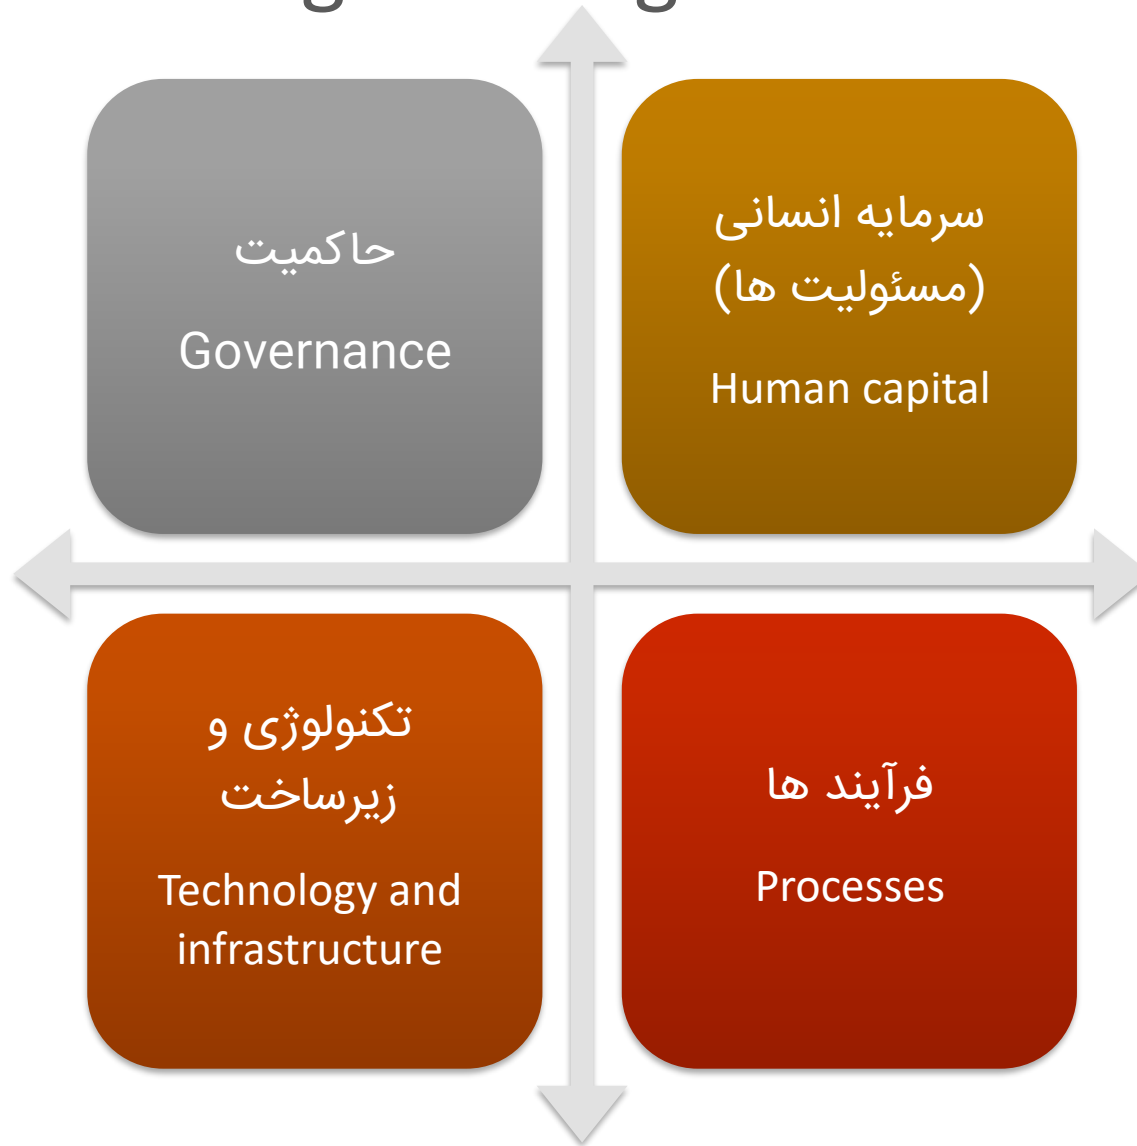 حاکمیت
Governance
سرمایه انسانی
(مسئولیت ها)
Human capital
تکنولوژی و
زیرساخت
Technology and
infrastructure
فرآیند ها
Processes